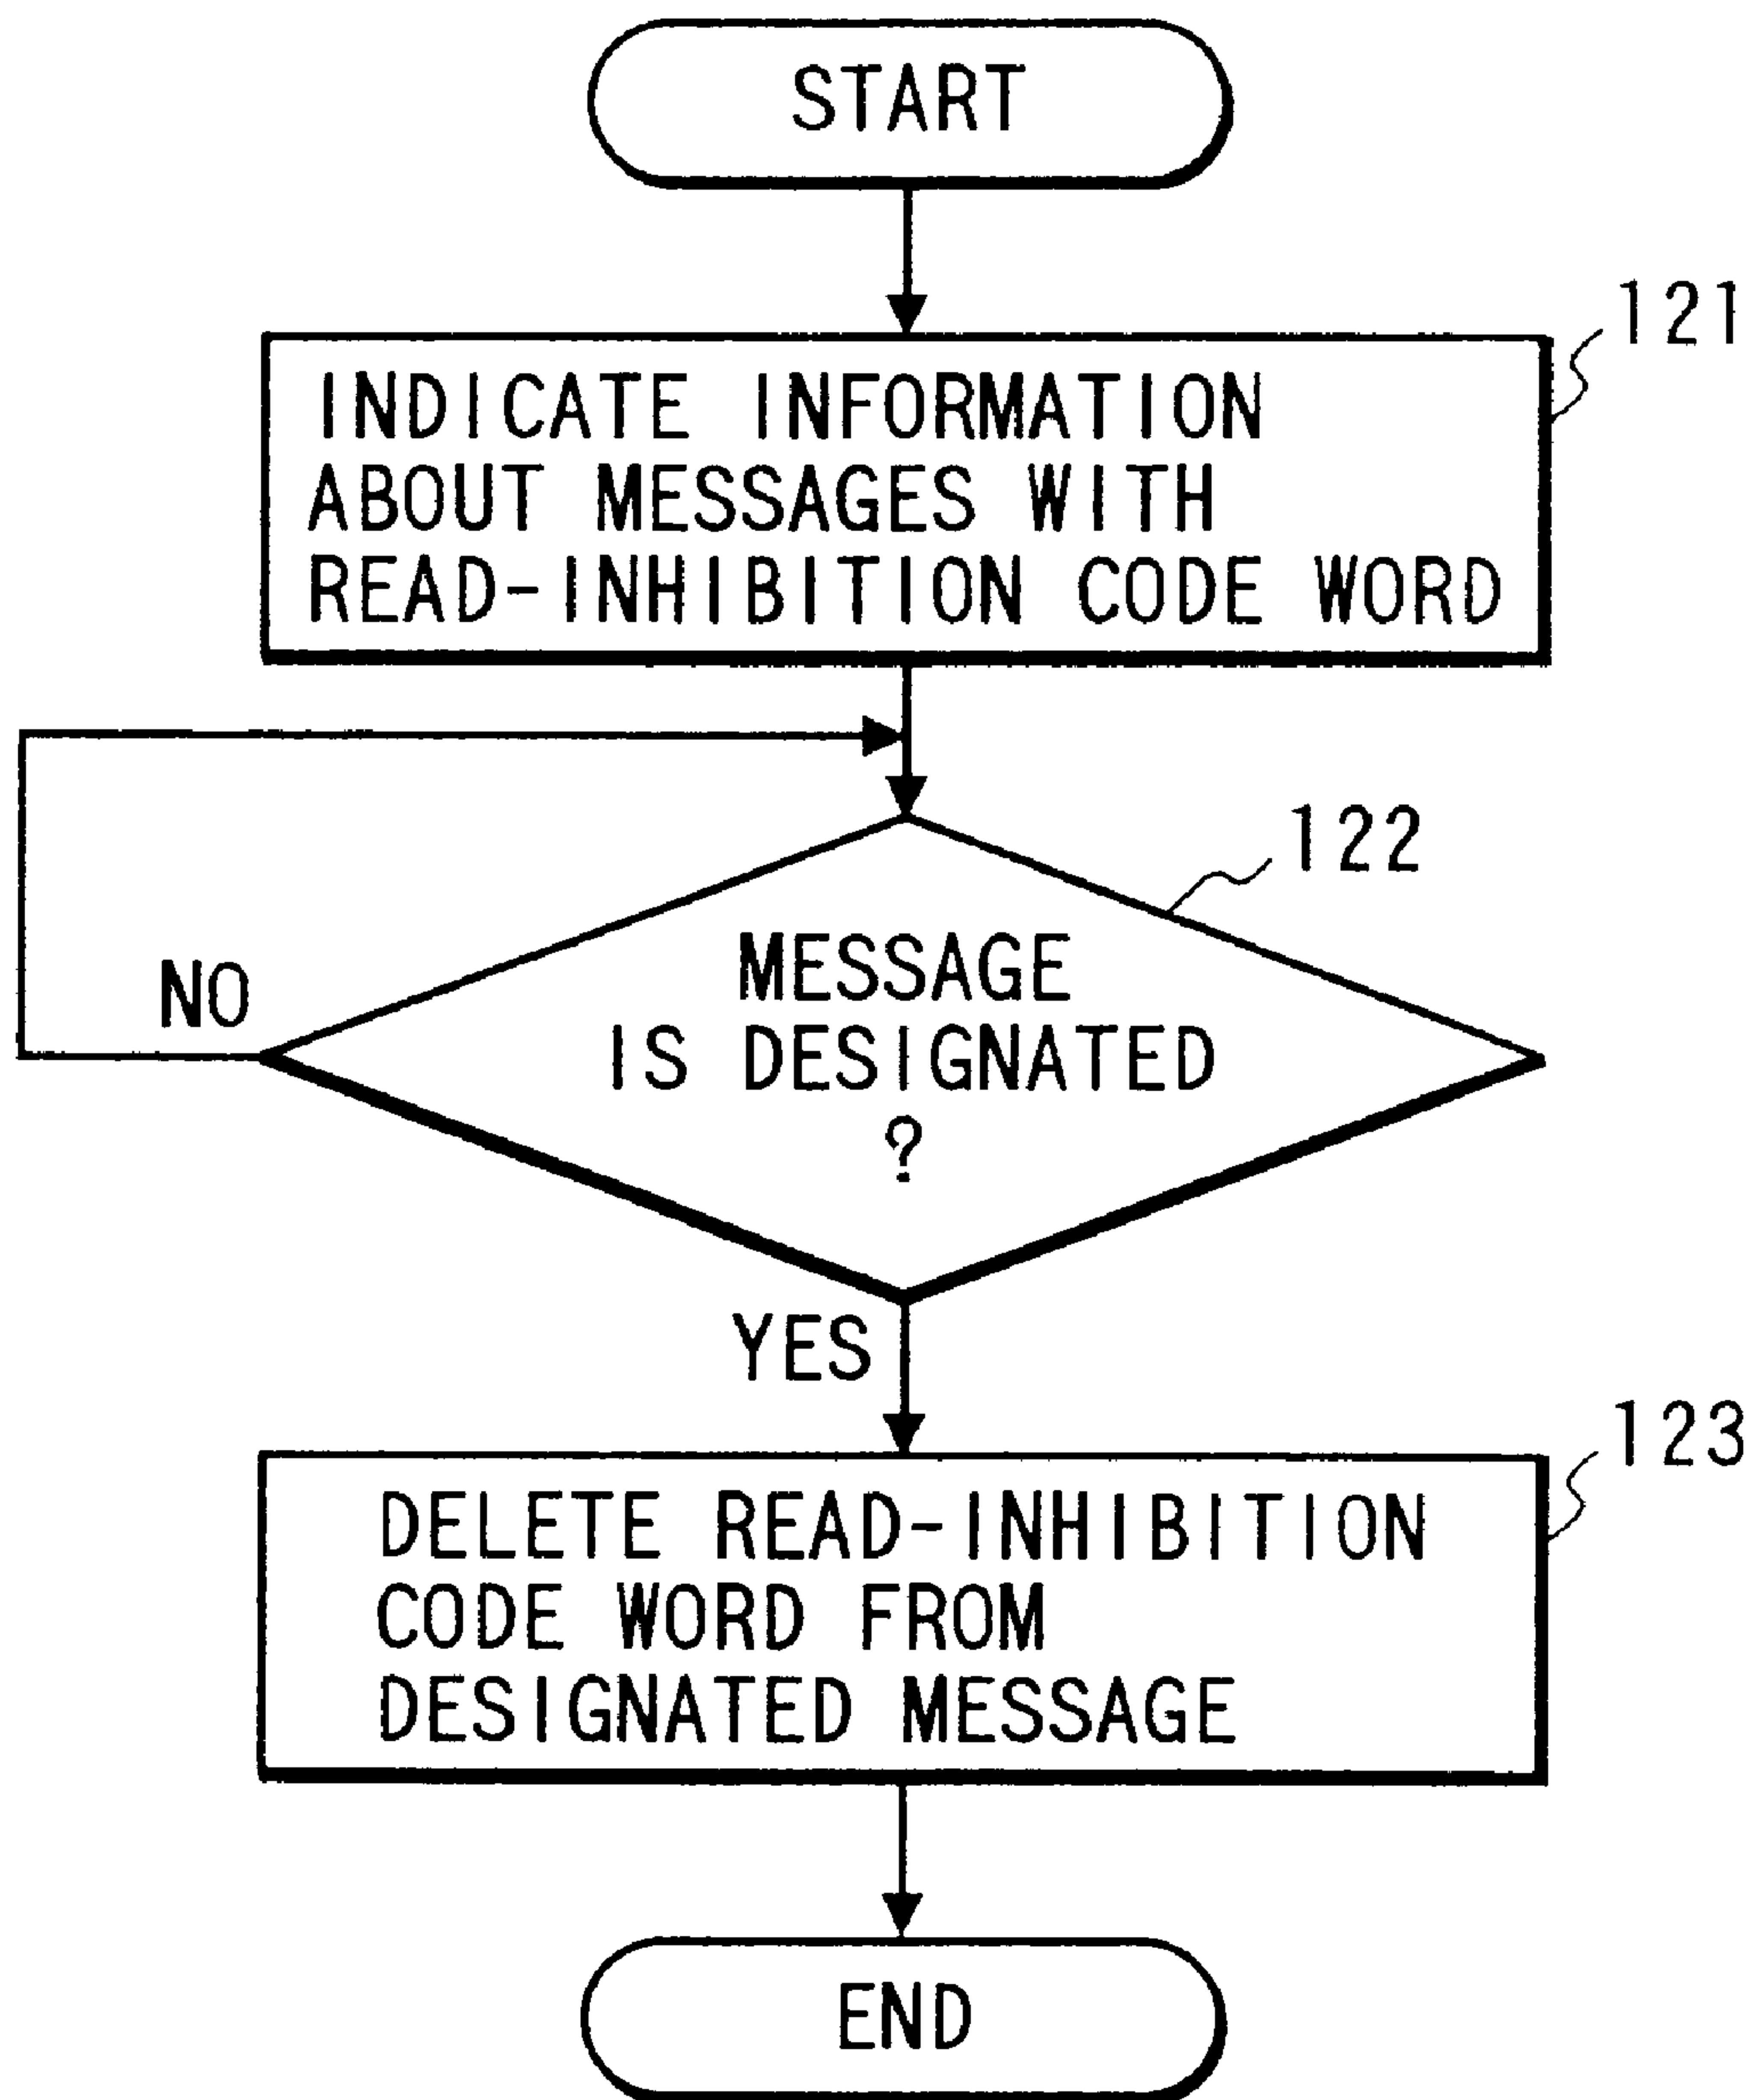 START
121
INDICATE INFORMATION
ABOUT MESSAGES WITH
READ-INHIBITION CODE WORD
122
MESSAGE
IS DESIGNATED
?
NO
YES
123
DELETE READ-INHIBITION
CODE WORD FROM
DESIGNATED MESSAGE
END